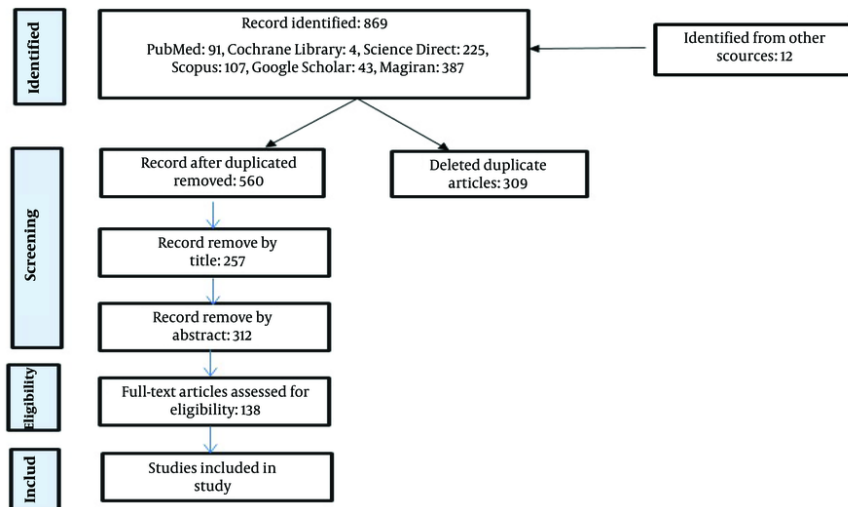 Identified
Record identified: 869
PubMed: 91, Cochrane Library: 4, Science Direct: 225,
Scopus: 107, Google Scholar: 43, Magiran: 387
Identified from other
scources: 12
Screening
Record after duplicated
removed: 560
Deleted duplicate
articles: 309
Record remove by
title: 257
Record remove by
abstract: 312
Eligibility
Full-text articles assessed for
eligibility: 138
Includ
Studies included in
study